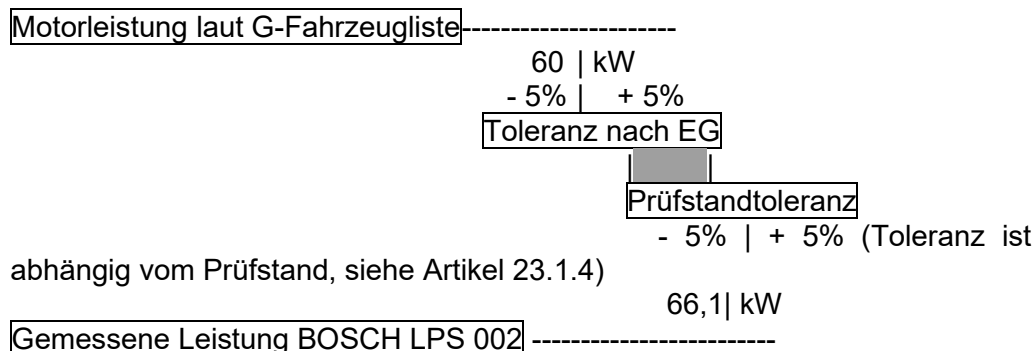 Motorleistung laut G-Fahrzeugliste----------------------
60 | kW
- 5% | + 5%
Toleranz nach EG
| |
Prüfstandtoleranz
- 5% | + 5% (Toleranz ist
abhängig vom Prüfstand, siehe Artikel 23.1.4)
66,1| kW
Gemessene Leistung BOSCH LPS 002 -------------------------